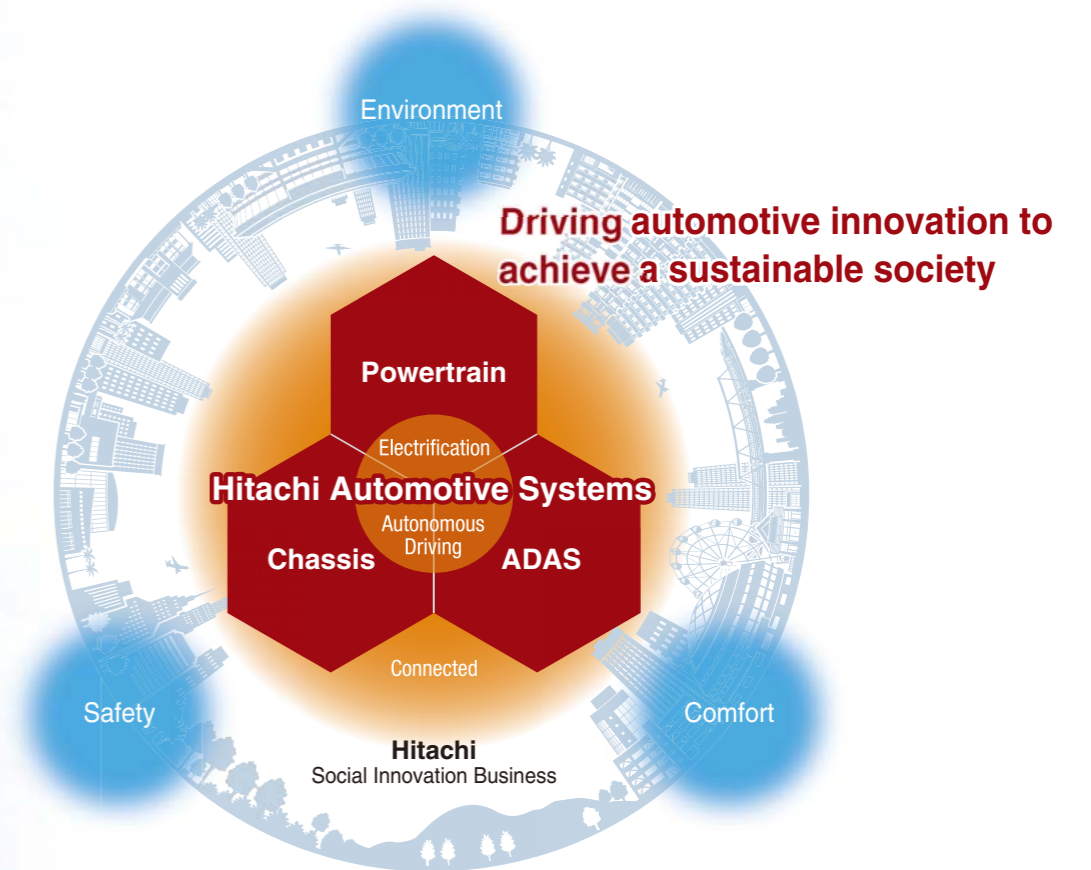 Environment
Driving automotive innovation to
achieve a sustainable society
Powertrain
Electrification
Hitachi Automotive Systems
Autonomous
Driving
Chassis
ADAS
Connected
Safety
Comfort
Hitachi
Social Innovation Business